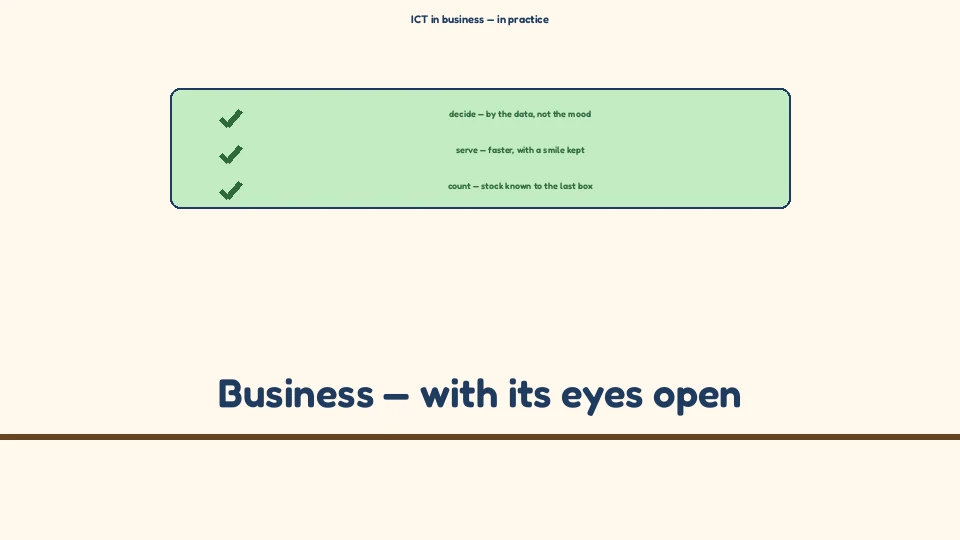 ICT in business — in practice
decide — by the data, not the mood
serve — faster, with a smile kept
count — stock known to the last box
Business — with its eyes open